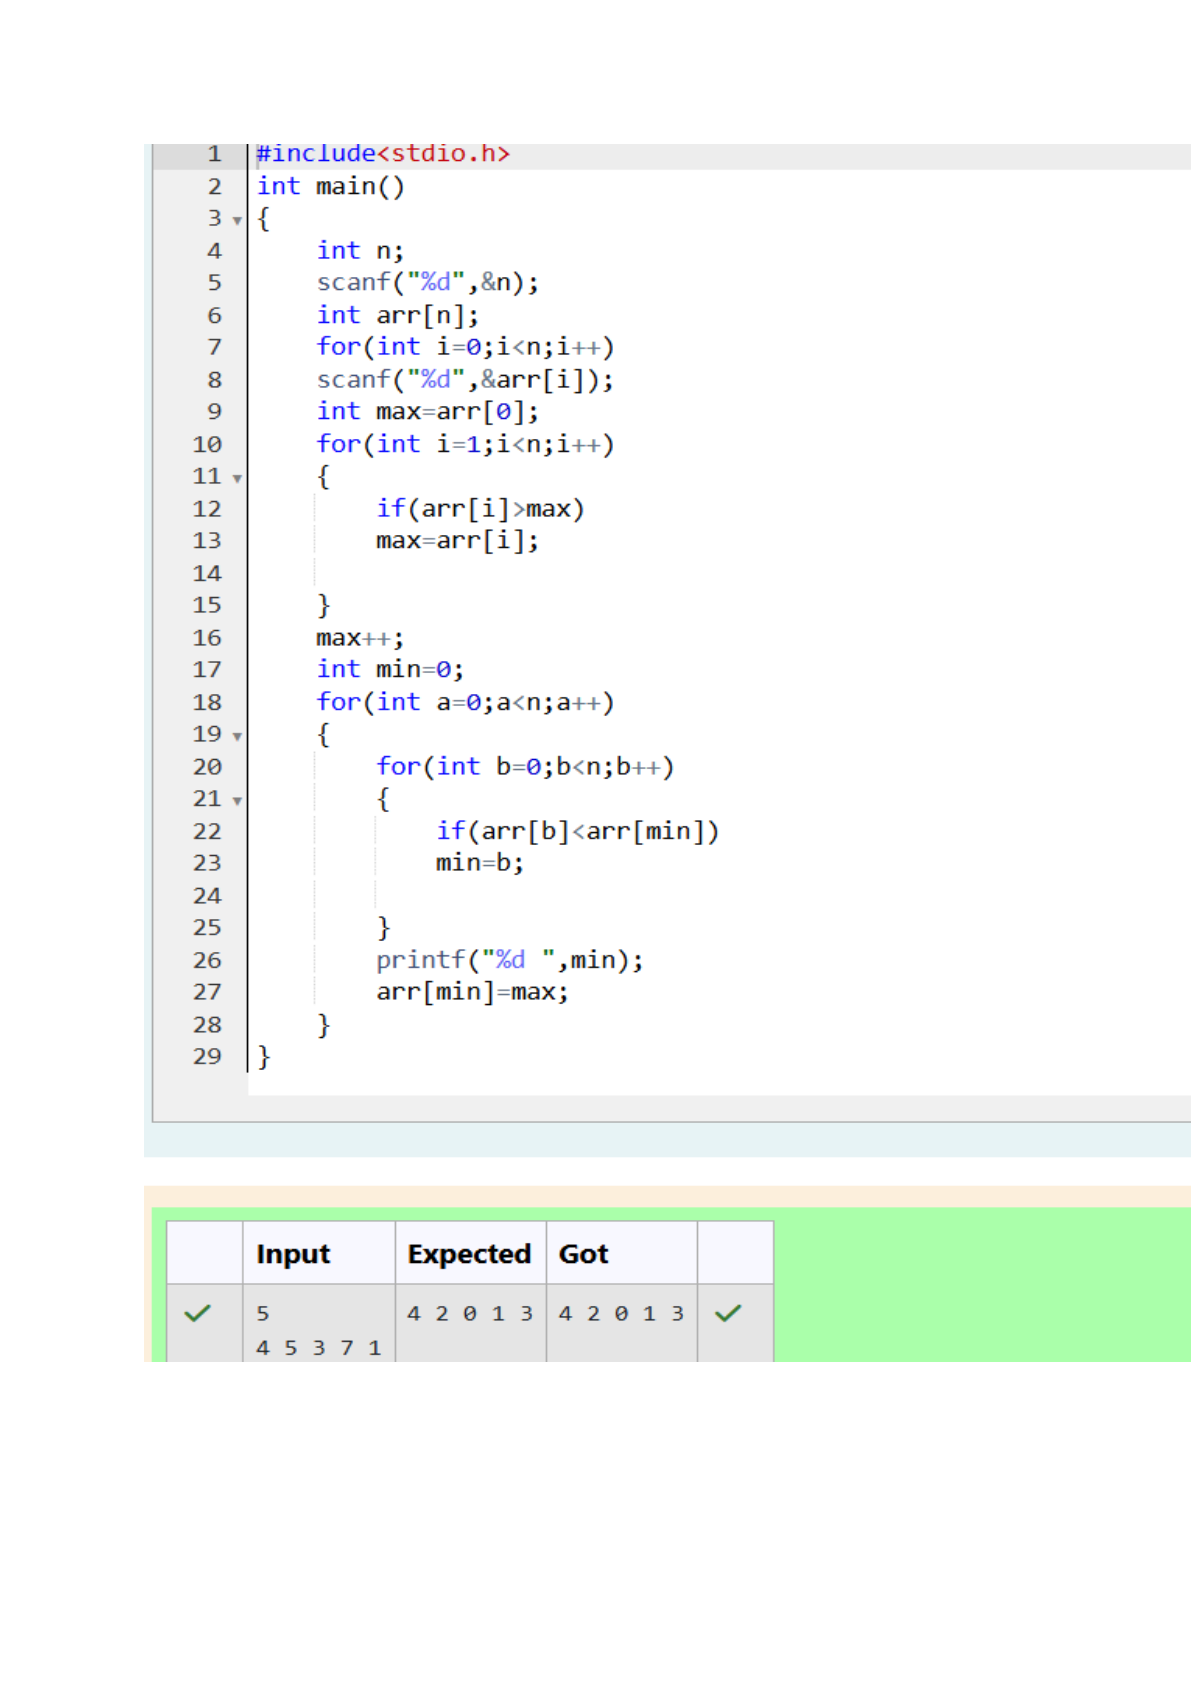 1 #include<stdio.h>
2 int main()
3 {
4     int n;
5     scanf("%d",&n);
6     int arr[n];
7     for(int i=0;i<n;i++)
8     scanf("%d",&arr[i]);
9     int max=arr[0];
10     for(int i=1;i<n;i++)
11     {
12         if(arr[i]>max)
13         max=arr[i];
14
15     }
16     max++;
17     int min=0;
18     for(int a=0;a<n;a++)
19     {
20         for(int b=0;b<n;b++)
21         {
22             if(arr[b]<arr[min])
23             min=b;
24
25         }
26         printf("%d ",min);
27         arr[min]=max;
28     }
29 }
Input Expected Got
5 4 2 0 1 3 4 2 0 1 3
4 5 3 7 1